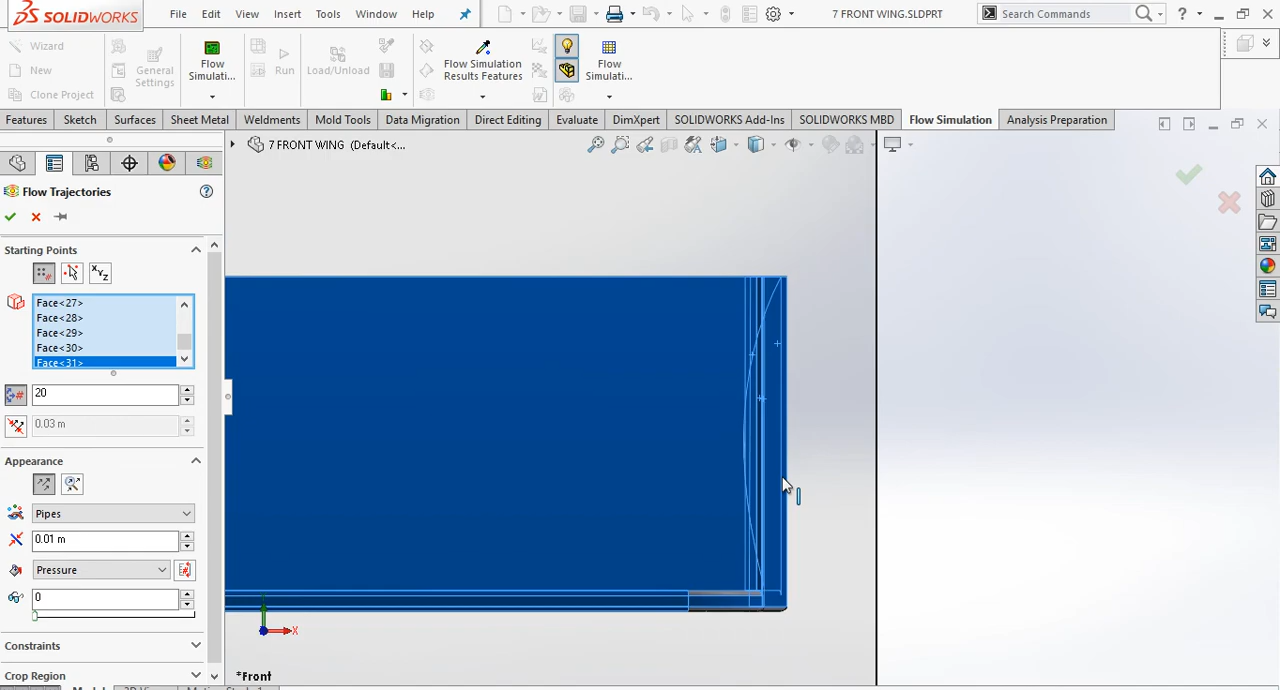 SOLIDWORKS File Edit View Insert Tools Window Help 7 FRONT WING.SLDPRT Search Commands ?
Wizard
New
Clone Project
General Settings
Run
Flow Simulati...
Load/Unload
Flow Simulation Results Features
Flow Simulati...
Features Sketch Surfaces Sheet Metal Weldments Mold Tools Data Migration Direct Editing Evaluate DimXpert SOLIDWORKS Add-Ins SOLIDWORKS MBD Flow Simulation Analysis Preparation
7 FRONT WING (Default<...
Flow Trajectories
Starting Points
Face<27>
Face<28>
Face<29>
Face<30>
Face<31>
20
0.03 m
Appearance
Pipes
0.01 m
Pressure
0
Constraints
Crop Region
X
*Front